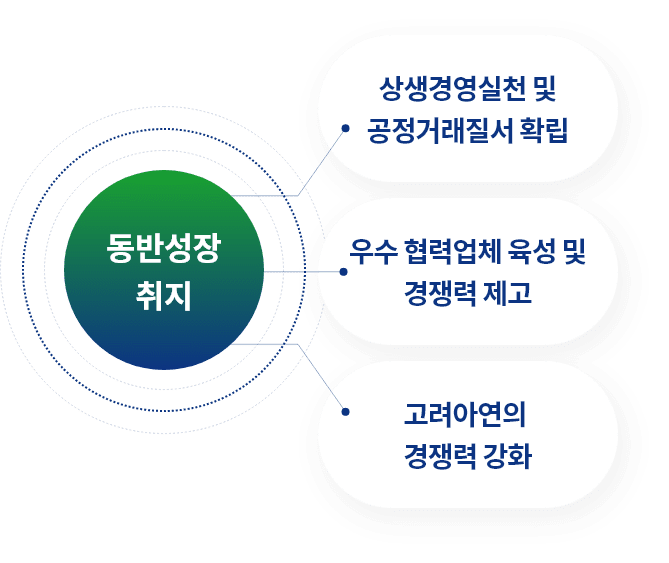 동반성장
취지
상생경영실천 및
공정거래질서 확립
우수 협력업체 육성 및
경쟁력 제고
고려아연의
경쟁력 강화